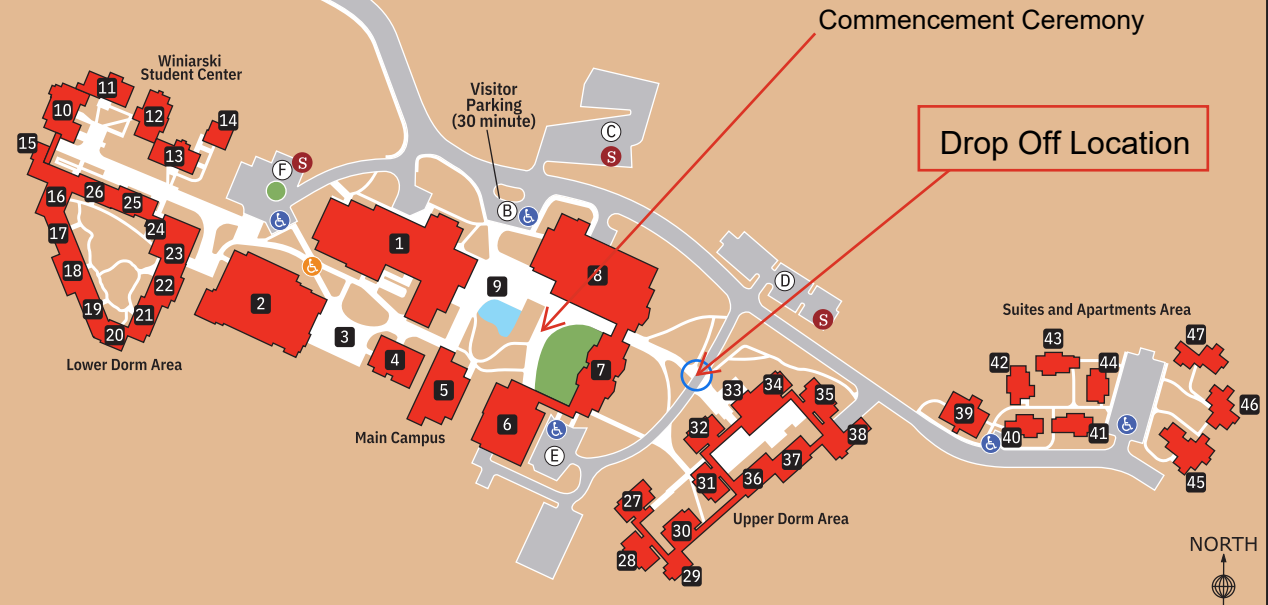 Commencement Ceremony
Drop Off Location
Winiarski
Student Center
Visitor
Parking
(30 minute)
11
10
12
14
15
13
F
S
C
S
16
26
25
24
17
23
18
22
19
21
20
Lower Dorm Area
B
1
2
3
4
5
6
7
8
9
Main Campus
E
D
S
33
34
35
32
38
37
31
36
27
30
28
29
Upper Dorm Area
Suites and Apartments Area
43
47
42
44
39
46
40
41
45
NORTH